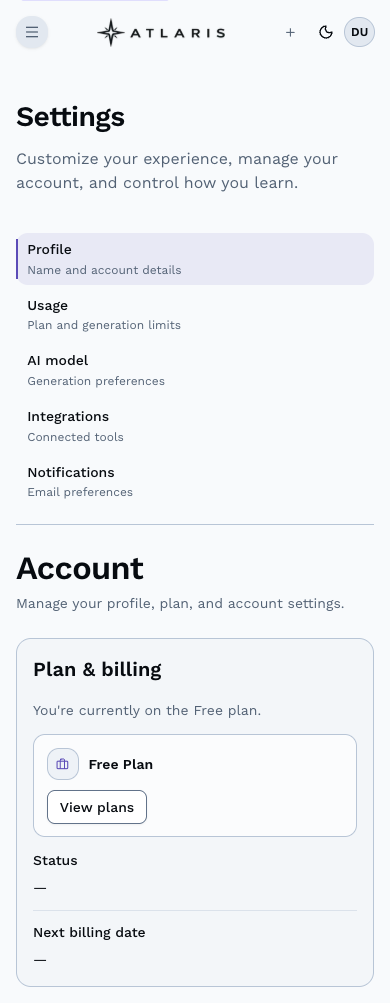 ATLARIS
DU
Settings
Customize your experience, manage your
account, and control how you learn.
Profile
Name and account details
Usage
Plan and generation limits
AI model
Generation preferences
Integrations
Connected tools
Notifications
Email preferences
Account
Manage your profile, plan, and account settings.
Plan & billing
You're currently on the Free plan.
Free Plan
View plans
Status
—
Next billing date
—